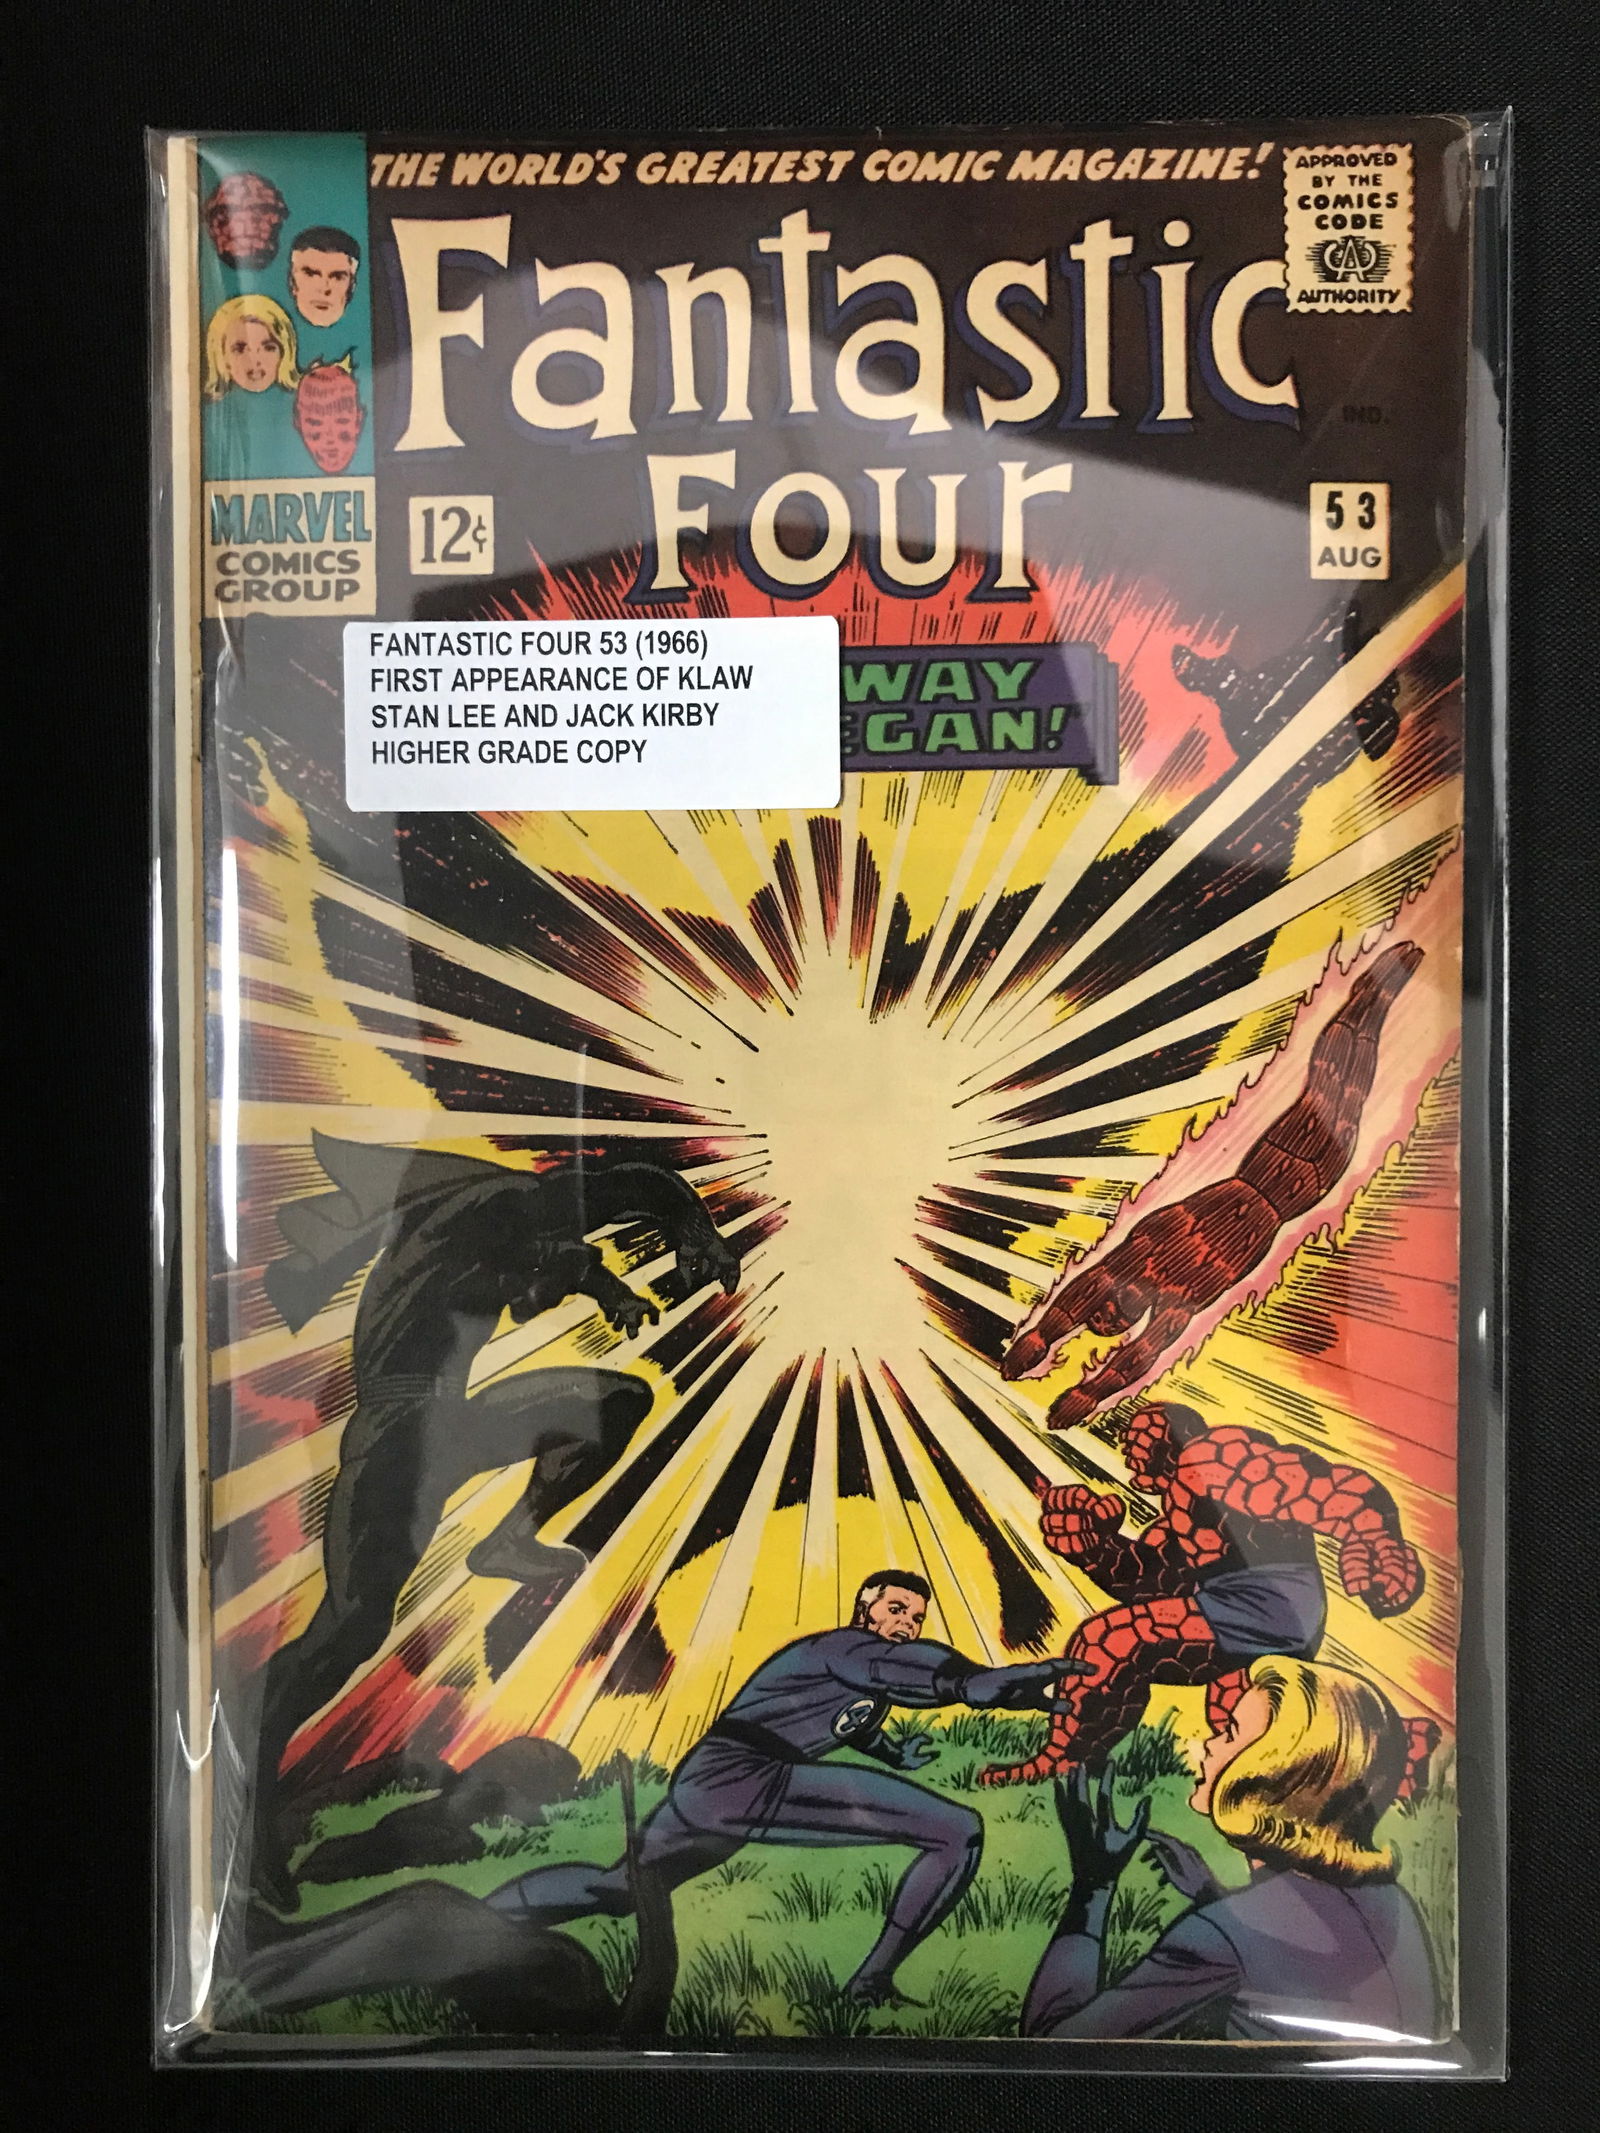 THE WORLD'S GREATEST COMIC MAGAZINE!
APPROVED
BY THE
COMICS
CODE
CA
AUTHORITY
Fantastic
Four
IND.
MARVEL
COMICS
GROUP
12¢
53
AUG
FANTASTIC FOUR 53 (1966)
FIRST APPEARANCE OF KLAW
STAN LEE AND JACK KIRBY
HIGHER GRADE COPY
WAY
EGAN!"
4